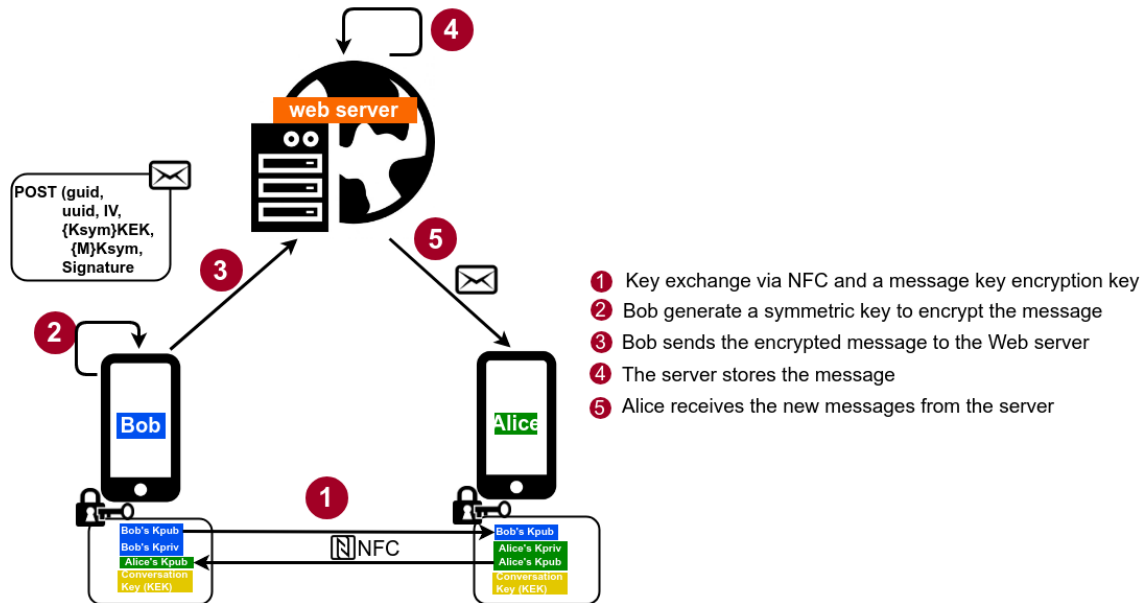 4
web server
POST (guid,
uuid, IV,
{Ksym}KEK,
{M}Ksym,
Signature
3
5
2
Bob
Alice
1 Key exchange via NFC and a message key encryption key
2 Bob generate a symmetric key to encrypt the message
3 Bob sends the encrypted message to the Web server
4 The server stores the message
5 Alice receives the new messages from the server
1
NFC
Bob's Kpub
Bob's Kpriv
Alice's Kpub
Conversation
Key (KEK)
Bob's Kpub
Alice's Kpriv
Alice's Kpub
Conversation
Key (KEK)